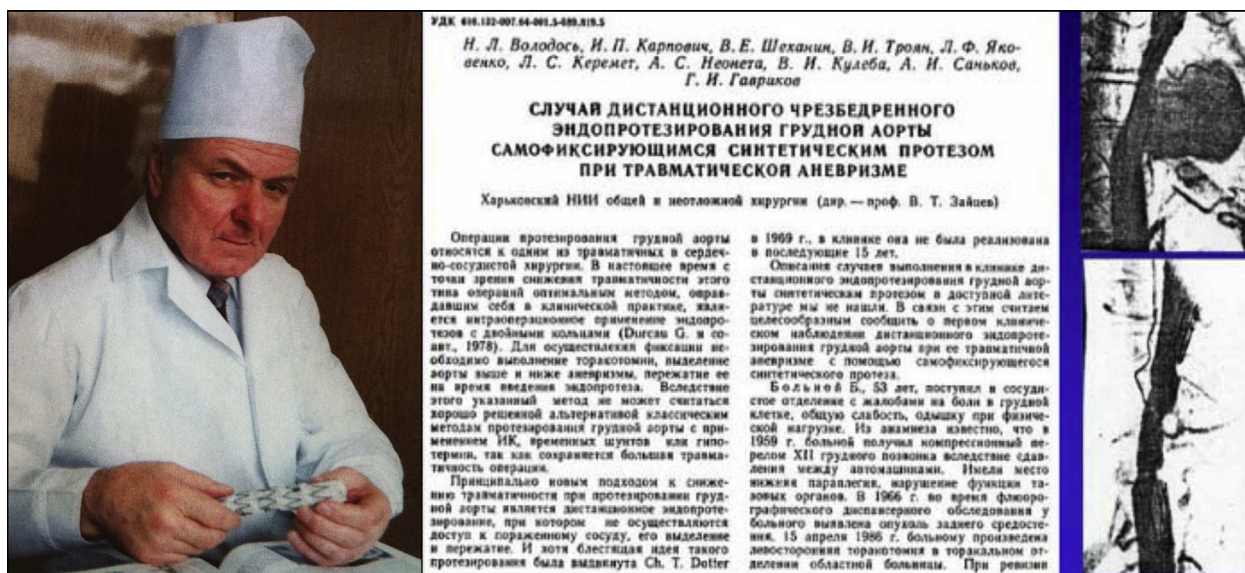 УДК 616.132-007.64-001.5-089.819.5
Н. Л. Володось, И. П. Карпович, В. Е. Шеханин, В. И. Троян, Л. Ф. Яко-
венко, Л. С. Керемет, А. С. Неонета, В. И. Кулеба, А. И. Саньков,
Г. И. Гавриков
СЛУЧАЙ ДИСТАНЦИОННОГО ЧРЕЗБЕДРЕННОГО
ЭНДОПРОТЕЗИРОВАНИЯ ГРУДНОЙ АОРТЫ
САМОФИКСИРУЮЩИМСЯ СИНТЕТИЧЕСКИМ ПРОТЕЗОМ
ПРИ ТРАВМАТИЧЕСКОЙ АНЕВРИЗМЕ
Харьковский НИИ общей и неотложной хирургии (дир. — проф. В. Т. Зайцев)
Операции протезирования грудной аорты
относятся к одним из травматичных в сердеч-
но-сосудистой хирургии. В настоящее время с
точки зрения снижения травматичности этого
типа операций оптимальным методом, оправ-
давшим себя в клинической практике, явля-
ется интраоперационное применение эндопро-
тезов с двойными кольцами (Dureau G. и со-
авт., 1978). Для осуществления фиксации не-
обходимо выполнение торакотомии, выделение
аорты выше и ниже аневризмы, пережатие ее
на время введения эндопротеза. Вследствие
этого указанный метод не может считаться
хорошо решенной альтернативой классическим
методам протезирования грудной аорты с при-
менением ИК, временных шунтов или гипо-
термии, так как сохраняется большая травма-
тичность операции.
Принципиально новым подходом к сниже-
нию травматичности при протезировании груд-
ной аорты является дистанционное эндопроте-
зирование, при котором не осуществляются
доступ к пораженному сосуду, его выделение
и пережатие. И хотя блестящая идея такого
протезирования была выдвинута Ch. T. Dotter
в 1969 г., в клинике она не была реализована
в последующие 15 лет.
Описания случаев выполнения в клинике ди-
станционного эндопротезирования грудной аор-
ты синтетическим протезом в доступной лите-
ратуре мы не нашли. В связи с этим считаем
целесообразным сообщить о первом клиниче-
ском наблюдении дистанционного эндопроте-
зирования грудной аорты при ее травматичной
аневризме с помощью самофиксирующегося
синтетического протеза.
Больной Б., 53 лет, поступил в сосуди-
стое отделение с жалобами на боли в грудной
клетке, общую слабость, одышку при физиче-
ской нагрузке. Из анамнеза известно, что в
1959 г. больной получил компрессионный пе-
релом XII грудного позвонка вследствие сдав-
ления между автомашинами. Имели место
нижняя параплегия, нарушение функции та-
зовых органов. В 1966 г. во время флюоро-
графического диспансерного обследования у
больного выявлена опухоль заднего средосте-
ния. 15 апреля 1986 г. больному произведена
левосторонняя торакотомия в торакальном от-
делении областной больницы. При ревизии